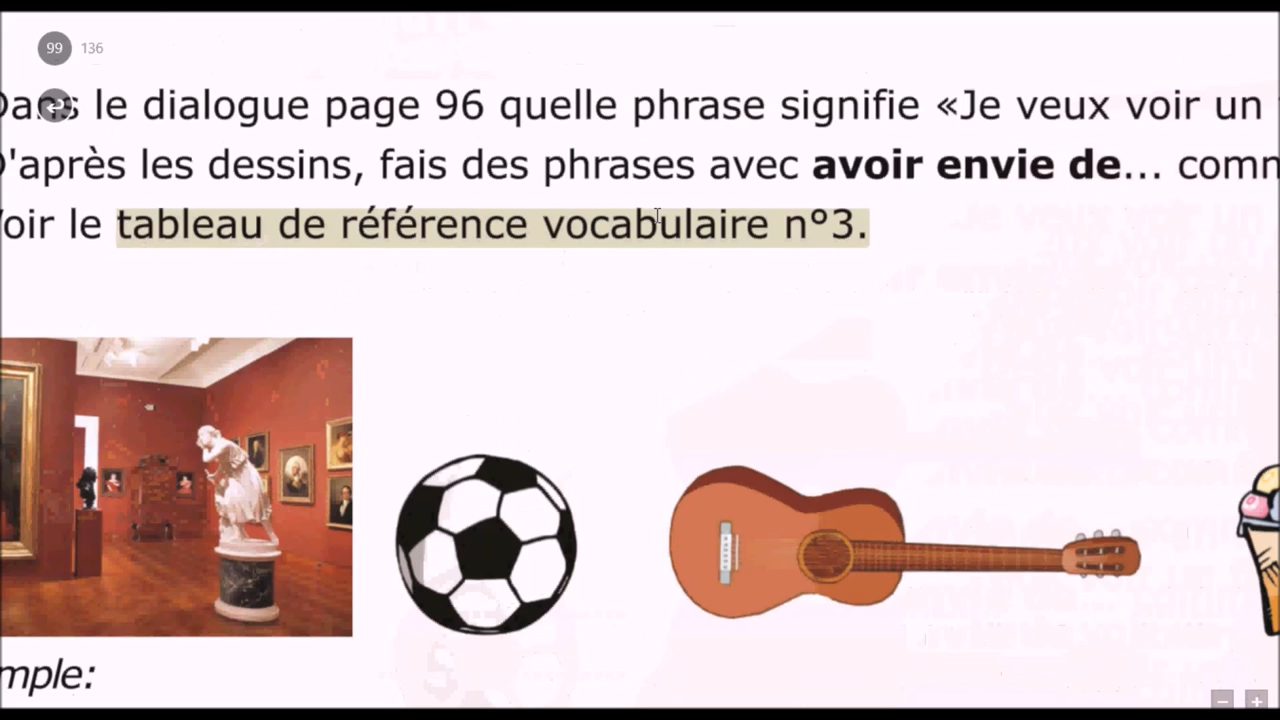 99 136
Dans le dialogue page 96 quelle phrase signifie «Je veux voir un
D'après les dessins, fais des phrases avec avoir envie de... comm
Voir le tableau de référence vocabulaire n°3.
mple: